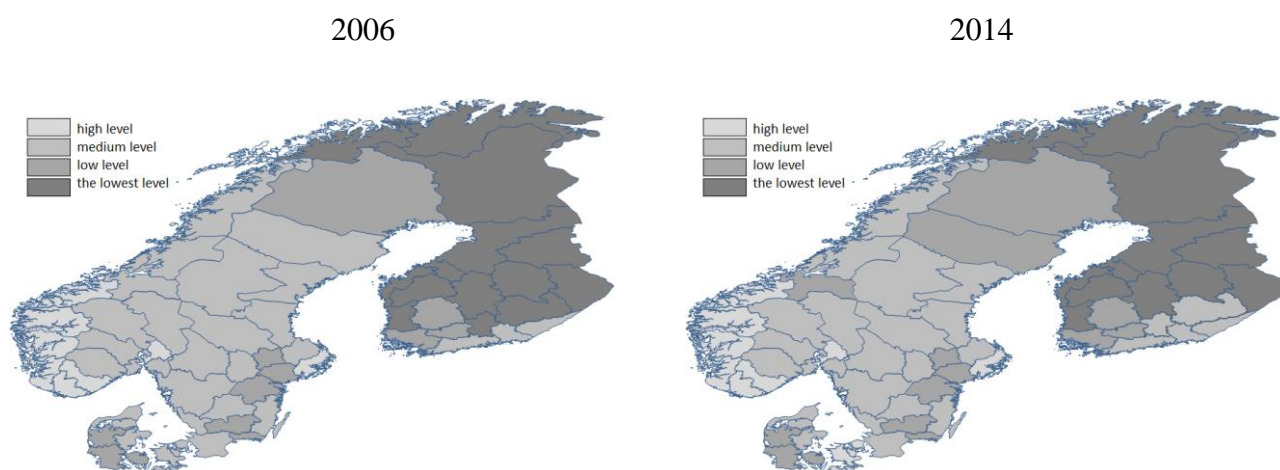 2006
2014
high level
medium level
low level
the lowest level
high level
medium level
low level
the lowest level